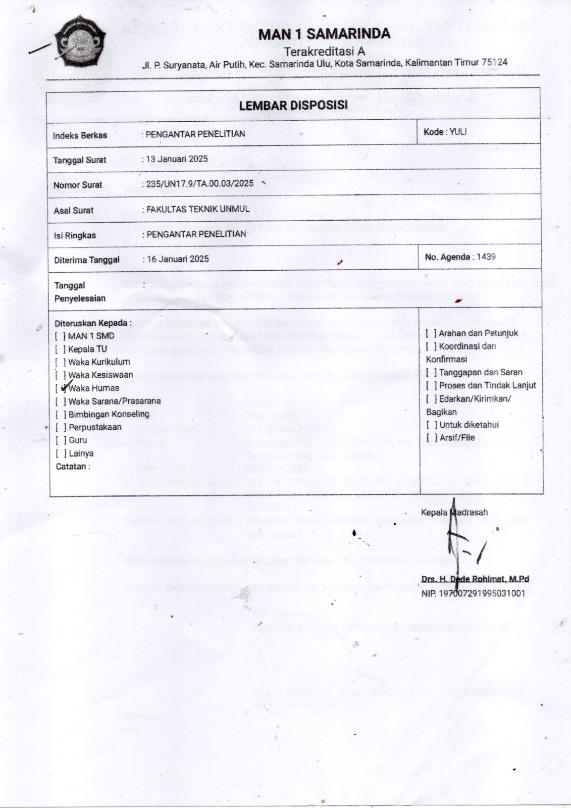 MAN 1 SAMARINDA
Terakreditasi A
Jl. P. Suryanata, Air Putih, Kec. Samarinda Ulu, Kota Samarinda, Kalimantan Timur 75124
LEMBAR DISPOSISI
Indeks Berkas : PENGANTAR PENELITIAN
Kode : YULI
Tanggal Surat : 13 Januari 2025
Nomor Surat : 235/UN17.9/TA.00.03/2025
Asal Surat : FAKULTAS TEKNIK UNMUL
Isi Ringkas : PENGANTAR PENELITIAN
Diterima Tanggal : 16 Januari 2025
No. Agenda : 1439
Tanggal :
Penyelesaian
Diteruskan Kepada :
[ ] MAN 1 SMD
[ ] Kepala TU
[ ] Waka Kurikulum
[ ] Waka Kesiswaan
[✓] Waka Humas
[ ] Waka Sarana/Prasarana
[ ] Bimbingan Konseling
[ ] Perpustakaan
[ ] Guru
[ ] Lainya
Catatan :
[ ] Arahan dan Petunjuk
[ ] Koordinasi dan
Konfirmasi
[ ] Tanggapan dan Saran
[ ] Proses dan Tindak Lanjut
[ ] Edarkan/Kirimkan/
Bagikan
[ ] Untuk diketahui
[ ] Arsif/File
Kepala Madrasah
Drs. H. Dede Rohimat, M.Pd
NIP. 197007291995031001